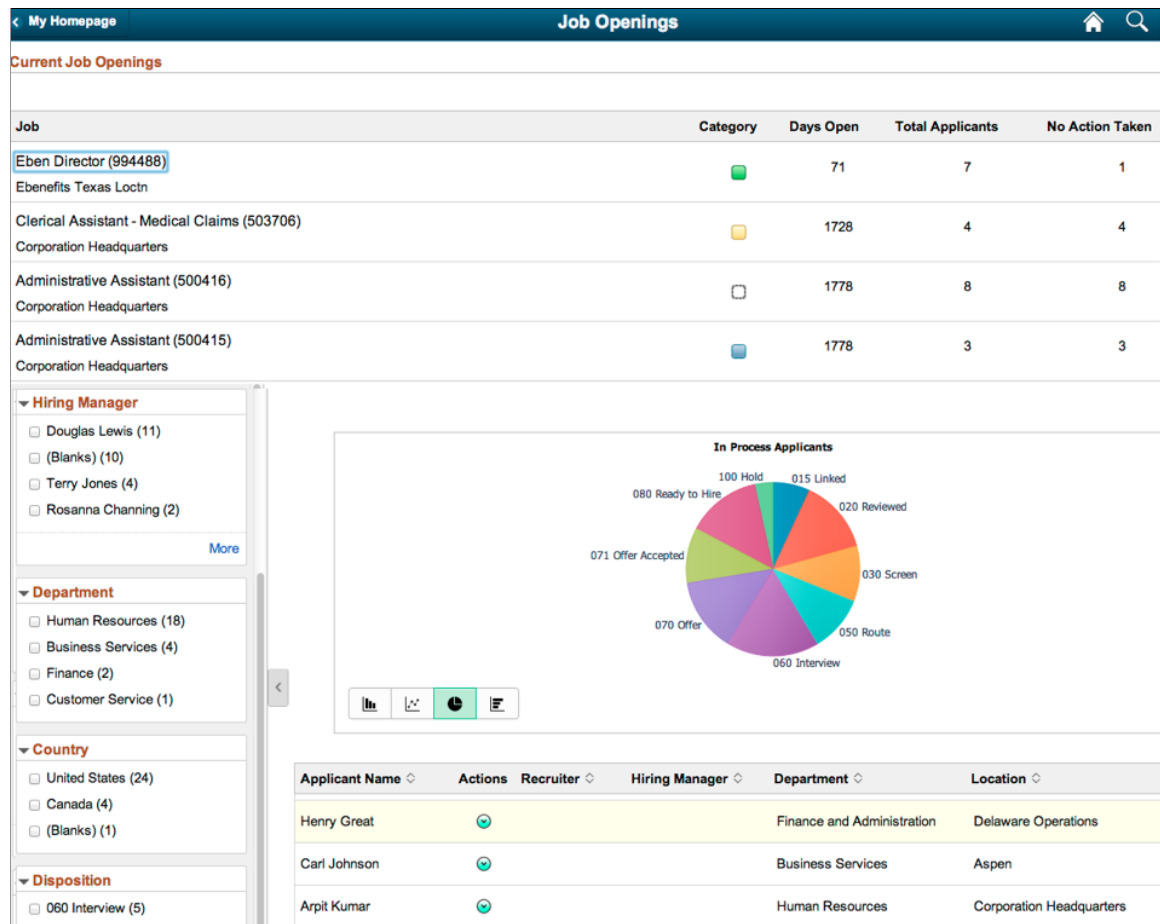 My Homepage
Job Openings
Current Job Openings
Job Category Days Open Total Applicants No Action Taken
Eben Director (994488) 71 7 1
Ebenefits Texas Loctn
Clerical Assistant - Medical Claims (503706) 1728 4 4
Corporation Headquarters
Administrative Assistant (500416) 1778 8 8
Corporation Headquarters
Administrative Assistant (500415) 1778 3 3
Corporation Headquarters
Hiring Manager
Douglas Lewis (11)
(Blanks) (10)
Terry Jones (4)
Rosanna Channing (2)
More
Department
Human Resources (18)
Business Services (4)
Finance (2)
Customer Service (1)
Country
United States (24)
Canada (4)
(Blanks) (1)
Disposition
060 Interview (5)
In Process Applicants
100 Hold
015 Linked
080 Ready to Hire
020 Reviewed
071 Offer Accepted
030 Screen
070 Offer
050 Route
060 Interview
Applicant Name Actions Recruiter Hiring Manager Department Location
Henry Great Finance and Administration Delaware Operations
Carl Johnson Business Services Aspen
Arpit Kumar Human Resources Corporation Headquarters